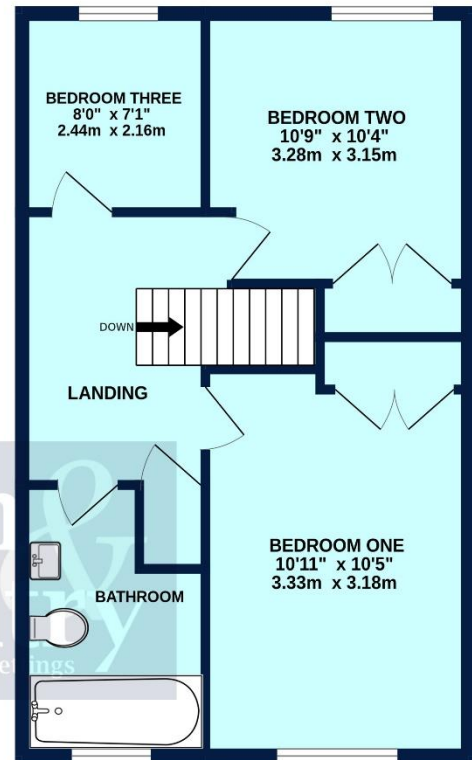 BEDROOM THREE
8'0" x 7'1"
2.44m x 2.16m
BEDROOM TWO
10'9" x 10'4"
3.28m x 3.15m
DOWN
LANDING
BEDROOM ONE
10'11" x 10'5"
3.33m x 3.18m
BATHROOM
&